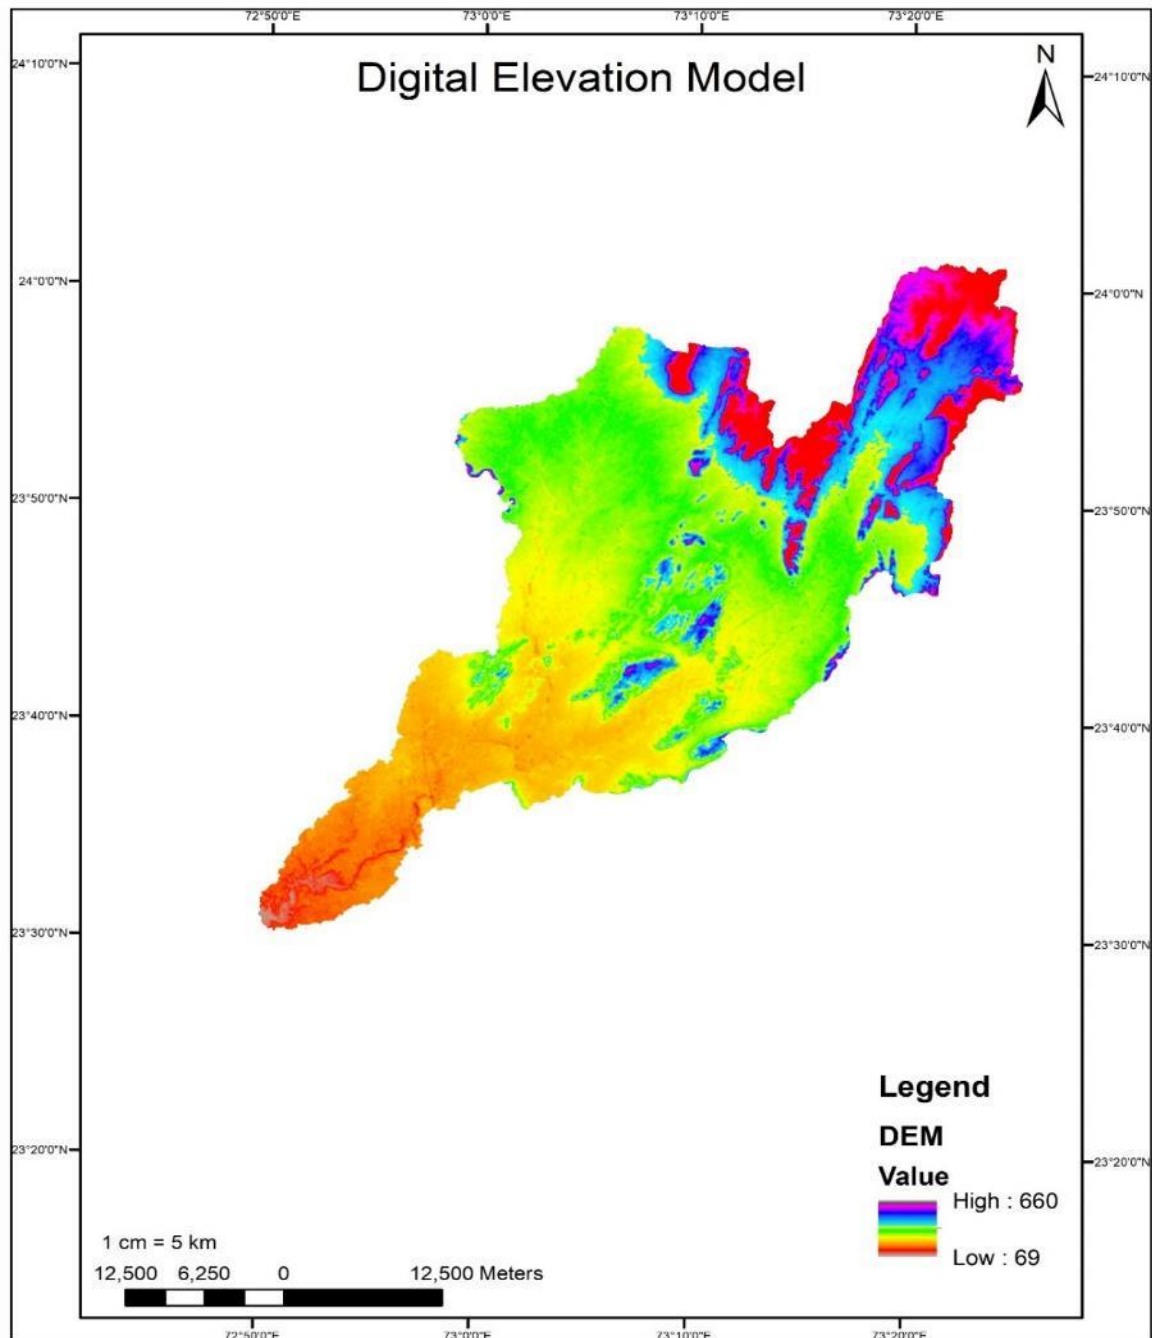 72°50'0"E 73°0'0"E 73°10'0"E 73°20'0"E
Digital Elevation Model
N
24°10'0"N
24°10'0"N
24°0'0"N
24°0'0"N
23°50'0"N
23°50'0"N
23°40'0"N
23°40'0"N
23°30'0"N
23°30'0"N
Legend
DEM
23°20'0"N
23°20'0"N
Value
High : 660
Low : 69
1 cm = 5 km
12,500 6,250 0 12,500 Meters
72°50'0"E 73°0'0"E 73°10'0"E 73°20'0"E